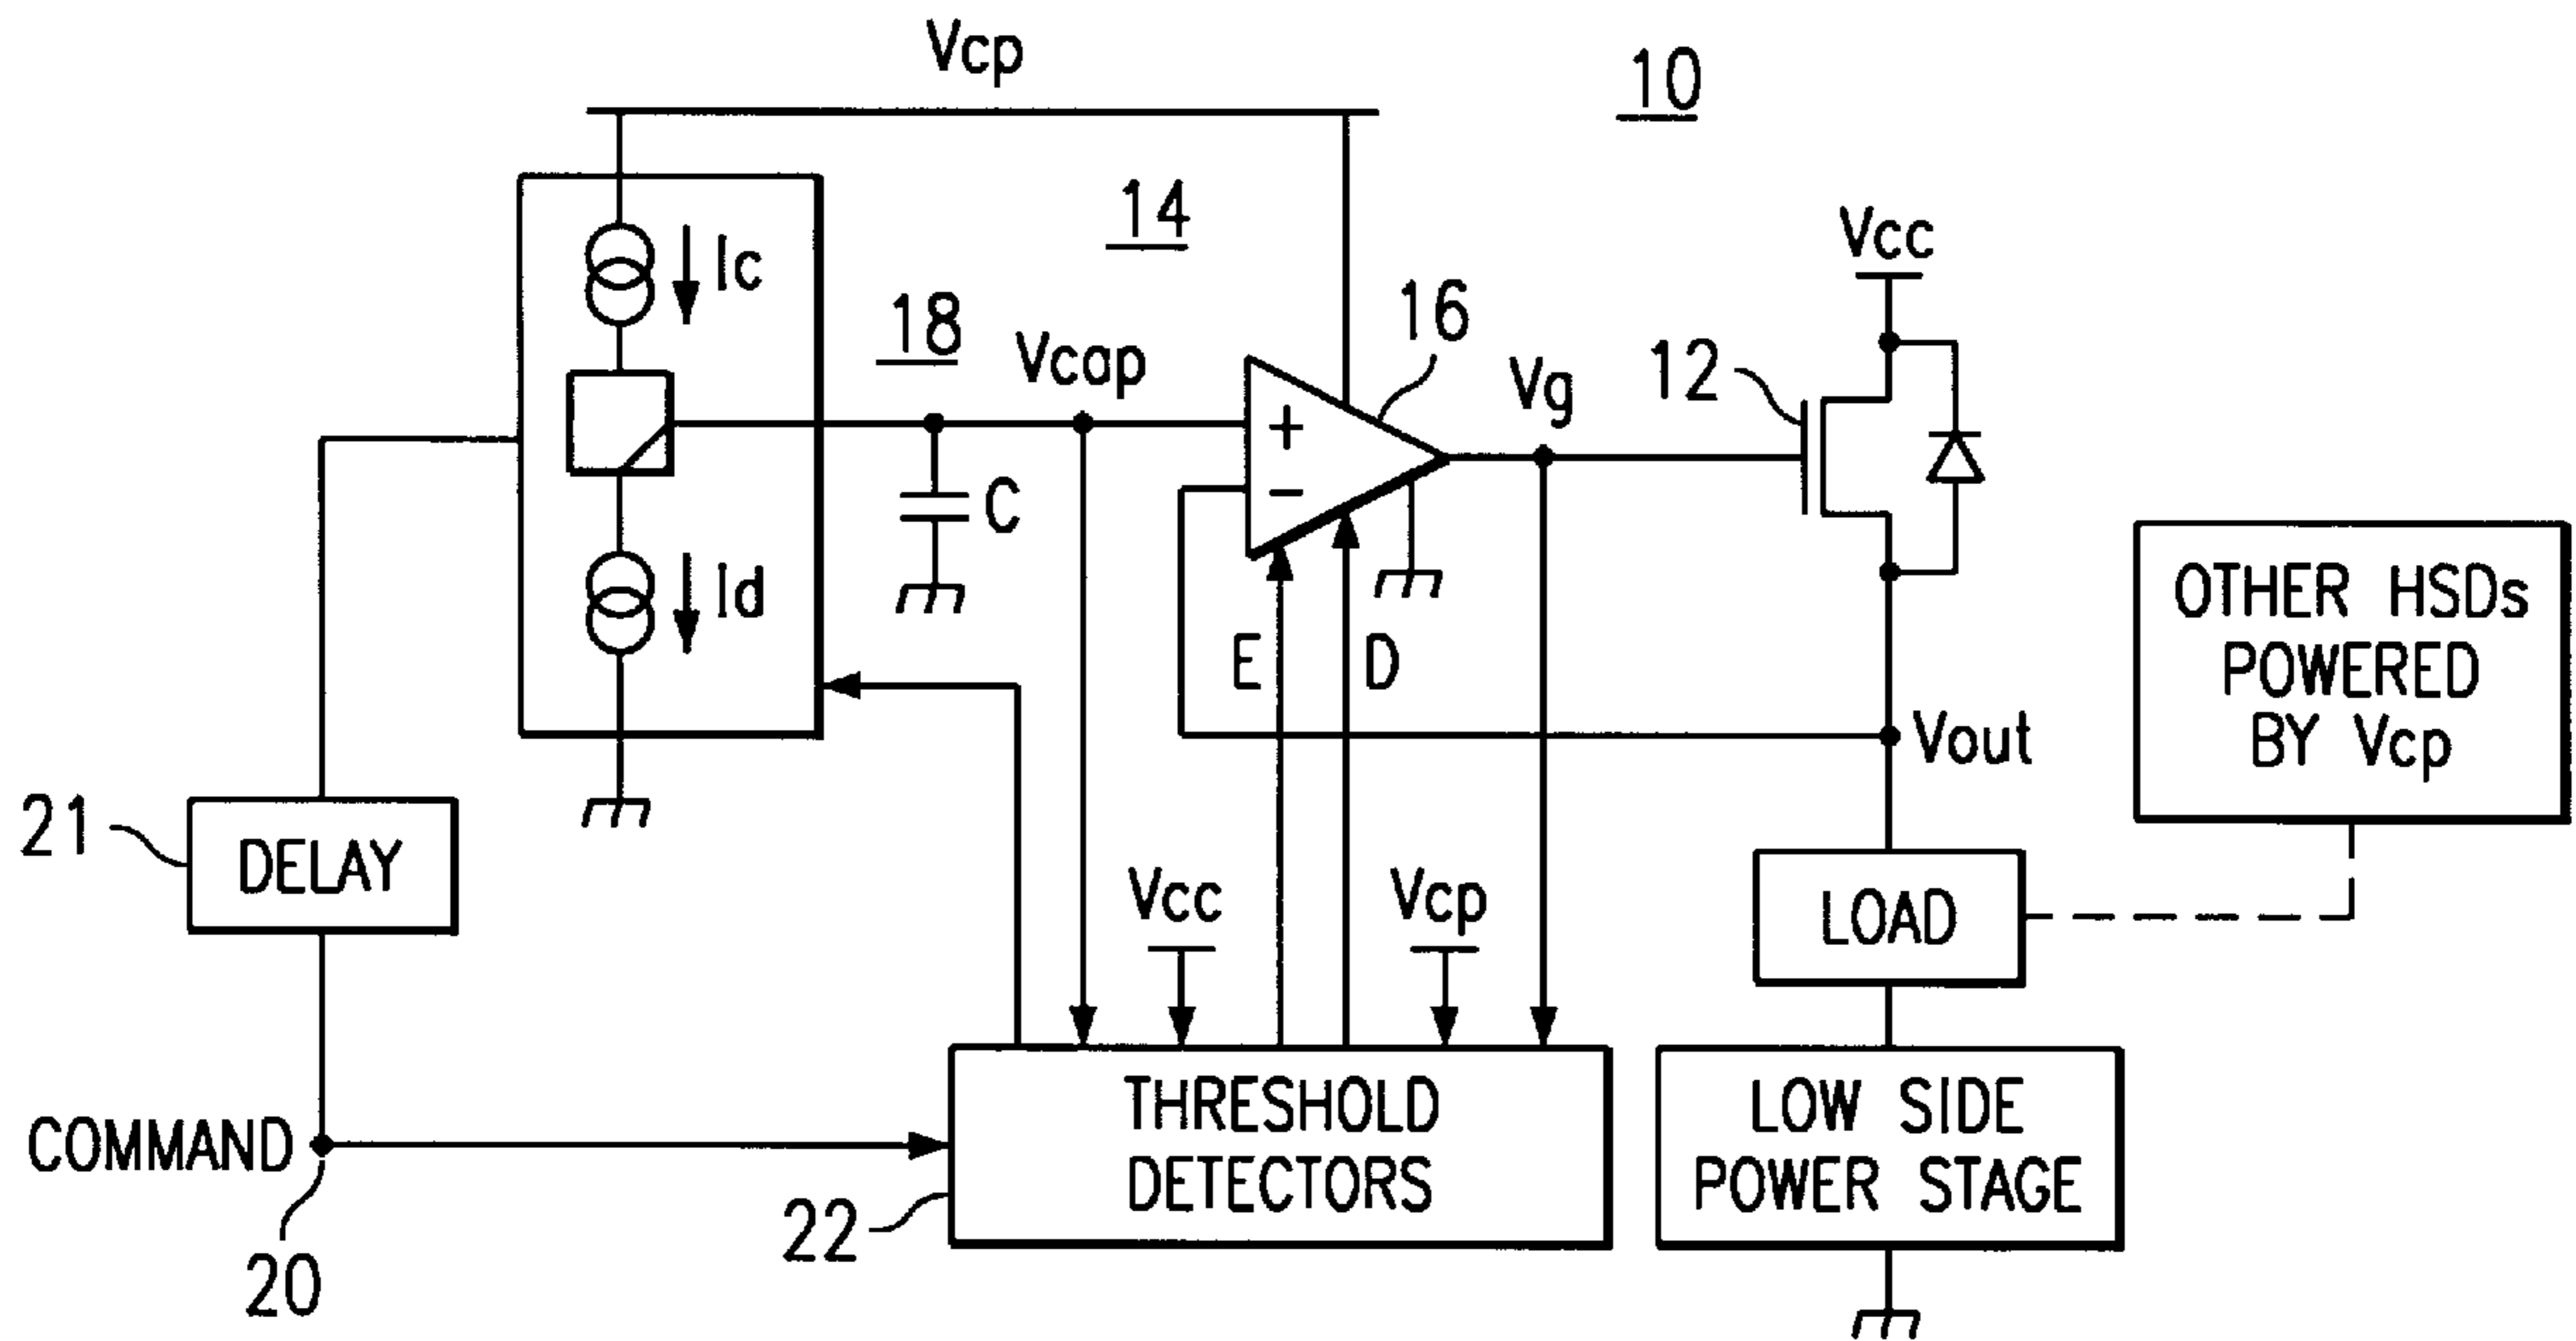 Vcp
10
14
Vcc
Ic
18
Vcap
16
Vg
12
+
−
C
Id
E
D
OTHER HSDs
POWERED
BY Vcp
Vout
21
DELAY
Vcc
Vcp
LOAD
COMMAND
THRESHOLD
DETECTORS
LOW SIDE
POWER STAGE
22
20